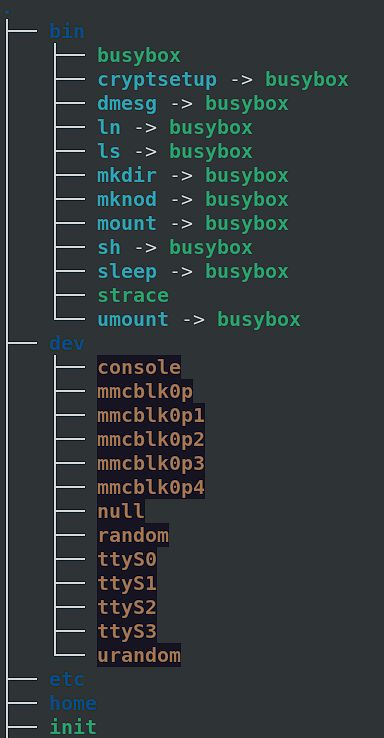 .
bin
busybox
cryptsetup -> busybox
dmesg -> busybox
ln -> busybox
ls -> busybox
mkdir -> busybox
mknod -> busybox
mount -> busybox
sh -> busybox
sleep -> busybox
strace
umount -> busybox
dev
console
mmcblk0p
mmcblk0p1
mmcblk0p2
mmcblk0p3
mmcblk0p4
null
random
ttyS0
ttyS1
ttyS2
ttyS3
urandom
etc
home
init